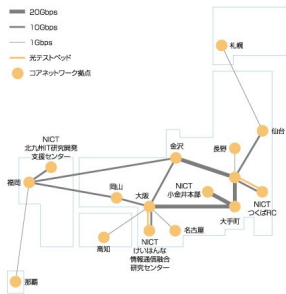 20Gbps
10Gbps
1Gbps
光テストベッド
コアネットワーク拠点
札幌
仙台
金沢
長野
NICT
北九州IT研究開発
支援センター
福岡
岡山
大阪
NICT
小金井本部
NICT
つくばRC
大手町
高知
NICT
けいはんな
情報通信融合
研究センター
名古屋
那覇